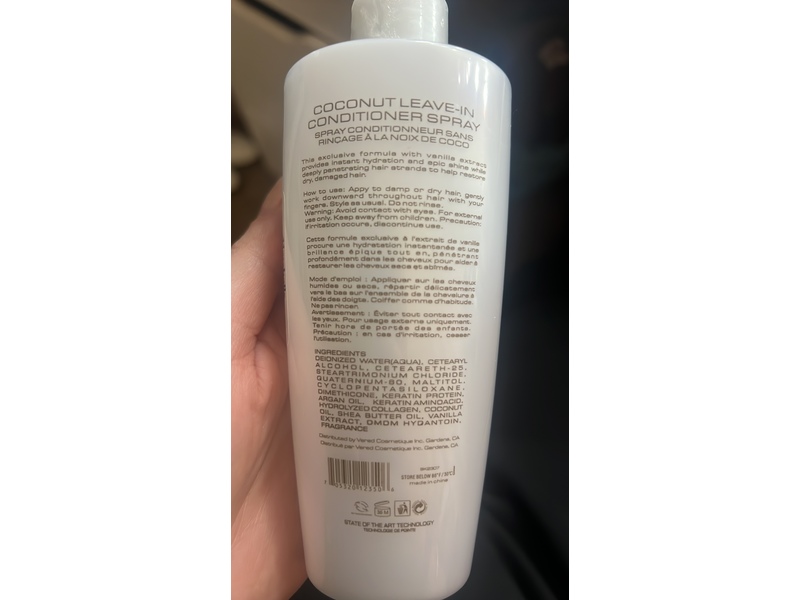 COCONUT LEAVE-IN
CONDITIONER SPRAY
SPRAY CONDITIONNEUR SANS
RINÇAGE À LA NOIX DE COCO
This exclusive formula with vanilla extract
provides instant hydration and epic shine while
deeply penetrating hair strands to help restore
dry, damaged hair.
How to use: Appy to damp or dry hair, gently
work downward throughout hair with your
fingers. Style as usual. Do not rinse.
Warning: Avoid contact with eyes. For external
use only. Keep away from children. Precaution:
if irritation occurs, discontinue use.
Cette formule exclusive à l'extrait de vanille
procure une hydratation instantanée et une
brillance épique tout en, pénétrant
profondément dans les cheveux pour aider à
restaurer les cheveux secs et abîmés.
Mode d'emploi : Appliquer sur les cheveux
humides ou secs, répartir délicatement
vers le bas sur l'ensemble de la chevelure à
l'aide des doigts. Coiffer comme d'habitude.
Ne pas rincer.
Avertissement : Éviter tout contact avec
les yeux. Pour usage externe uniquement.
Tenir hors de portée des enfants.
Précaution : en cas d'irritation, cesser
l'utilisation.
INGREDIENTS
DEIONIZED WATER(AQUA), CETEARYL
ALCOHOL, CETEARETH-25,
STEARTRIMONIUM CHLORIDE,
QUATERNIUM-80, MALTITOL,
CYCLOPENTASILOXANE,
DIMETHICONE, KERATIN PROTEIN,
ARGAN OIL, KERATIN AMINOACID,
HYDROLYZED COLLAGEN, COCONUT
OIL, SHEA BUTTER OIL, VANILLA
EXTRACT, DMDM HYDANTOIN,
FRAGRANCE
Distributed by Versed Cosmetique Inc. Gardena, CA
Distribué par Versed Cosmetique Inc. Gardena, CA
STORE BELOW
made in china
STATE OF THE ART TECHNOLOGY
TECHNOLOGIE DE POINTE